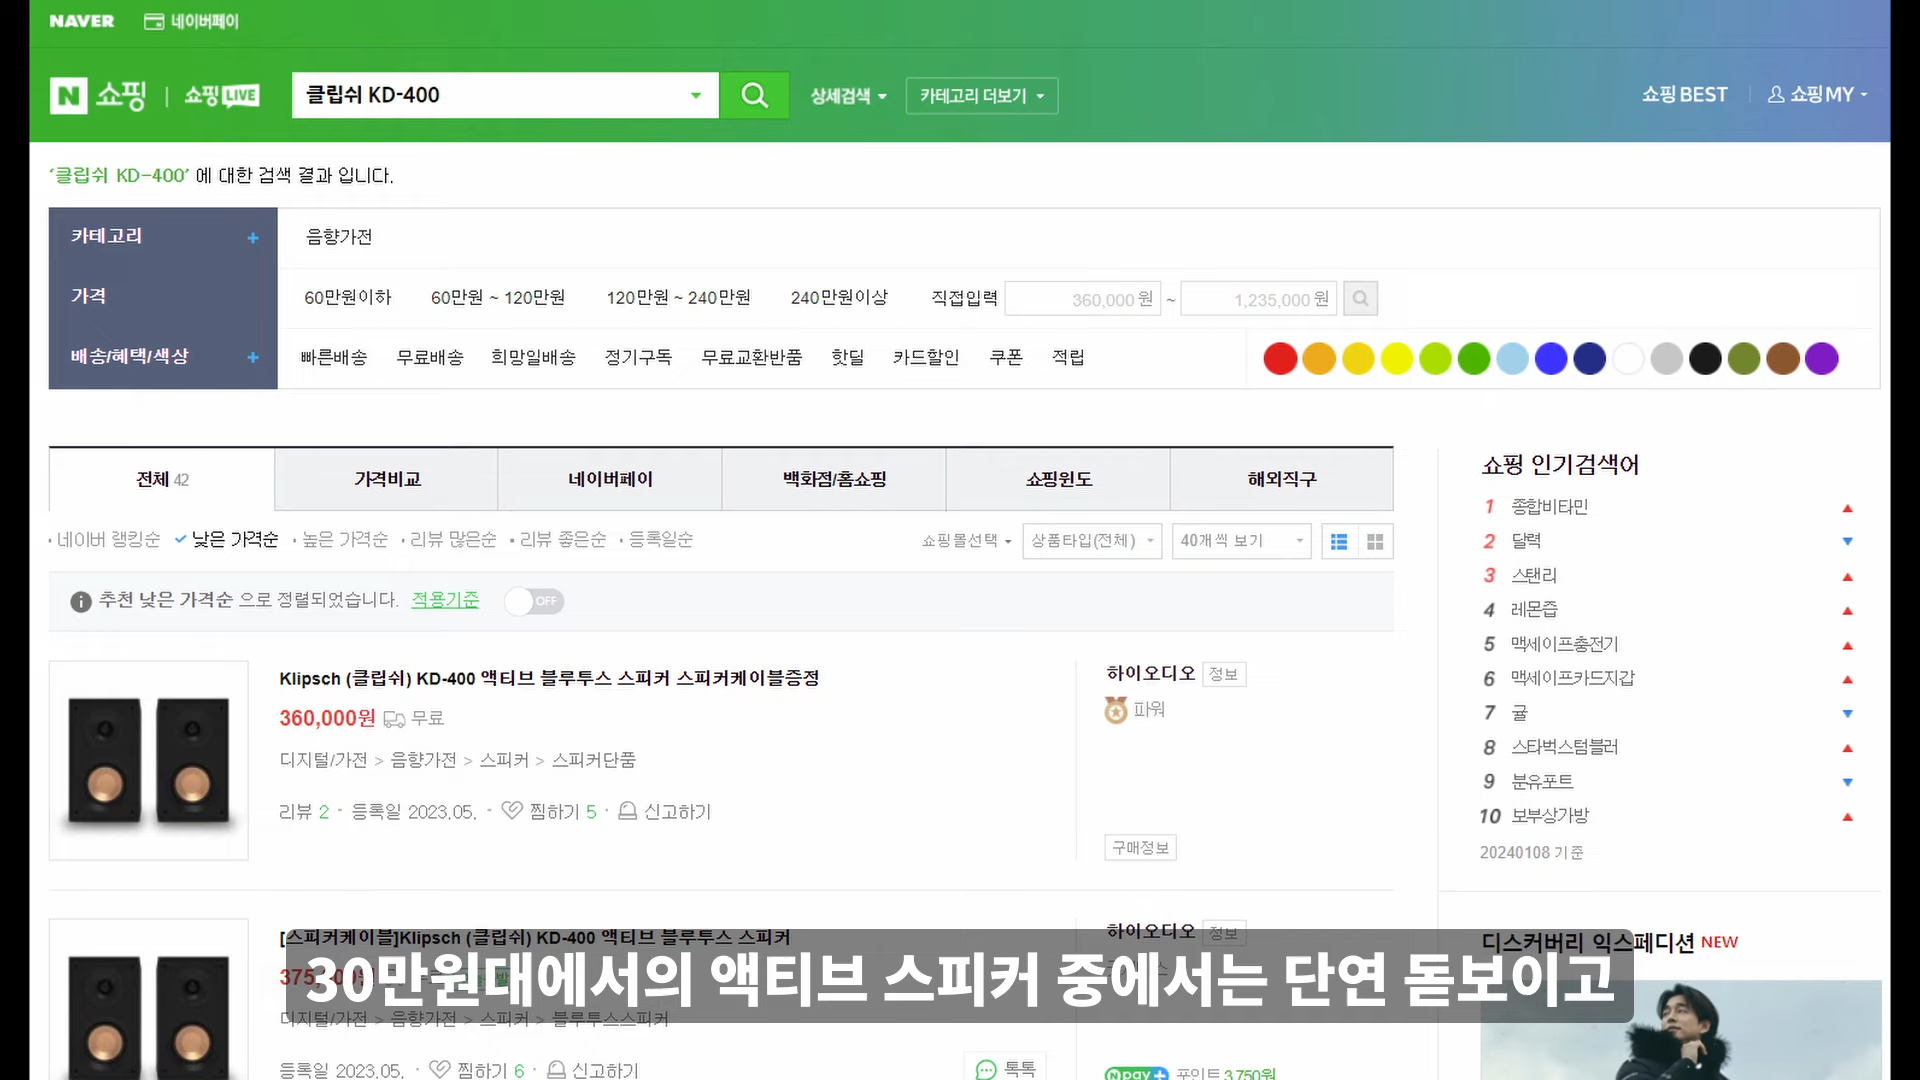 NAVER 네이버페이
N 쇼핑 | 쇼핑LIVE 클립쉬 KD-400 상세검색 카테고리 더보기 쇼핑BEST 쇼핑MY
‘클립쉬 KD-400’ 에 대한 검색 결과 입니다.
카테고리 + 음향가전
가격 60만원이하 60만원 ~ 120만원 120만원 ~ 240만원 240만원이상 직접입력 360,000 원 ~ 1,235,000 원
배송/혜택/색상 + 빠른배송 무료배송 희망일배송 정기구독 무료교환반품 핫딜 카드할인 쿠폰 적립
전체 42 가격비교 네이버페이 백화점/홈쇼핑 쇼핑윈도 해외직구
네이버 랭킹순 낮은 가격순 높은 가격순 리뷰 많은순 리뷰 좋은순 등록일순 쇼핑몰선택 상품타입(전체) 40개씩 보기
추천 낮은 가격순 으로 정렬되었습니다. 적용기준 OFF
Klipsch (클립쉬) KD-400 액티브 블루투스 스피커 스피커케이블증정
360,000원 무료
디지털/가전 > 음향가전 > 스피커 > 스피커단품
리뷰 2 · 등록일 2023.05. · 찜하기 5 · 신고하기
하이오디오 정보
파워
구매정보
[스피커케이블]Klipsch (클립쉬) KD-400 액티브 블루투스 스피커
디지털/가전 > 음향가전 > 스피커 > 블루투스스피커
등록일 2023.05. · 찜하기 6 · 신고하기
톡톡
하이오디오 정보
N pay+ 포인트 3,750원
쇼핑 인기검색어
1 종합비타민
2 달력
3 스탠리
4 레몬즙
5 맥세이프충전기
6 맥세이프카드지갑
7 귤
8 스타벅스텀블러
9 분유포트
10 보부상가방
20240108 기준
디스커버리 익스페디션 NEW
30만원대에서의 액티브 스피커 중에서는 단연 돋보이고